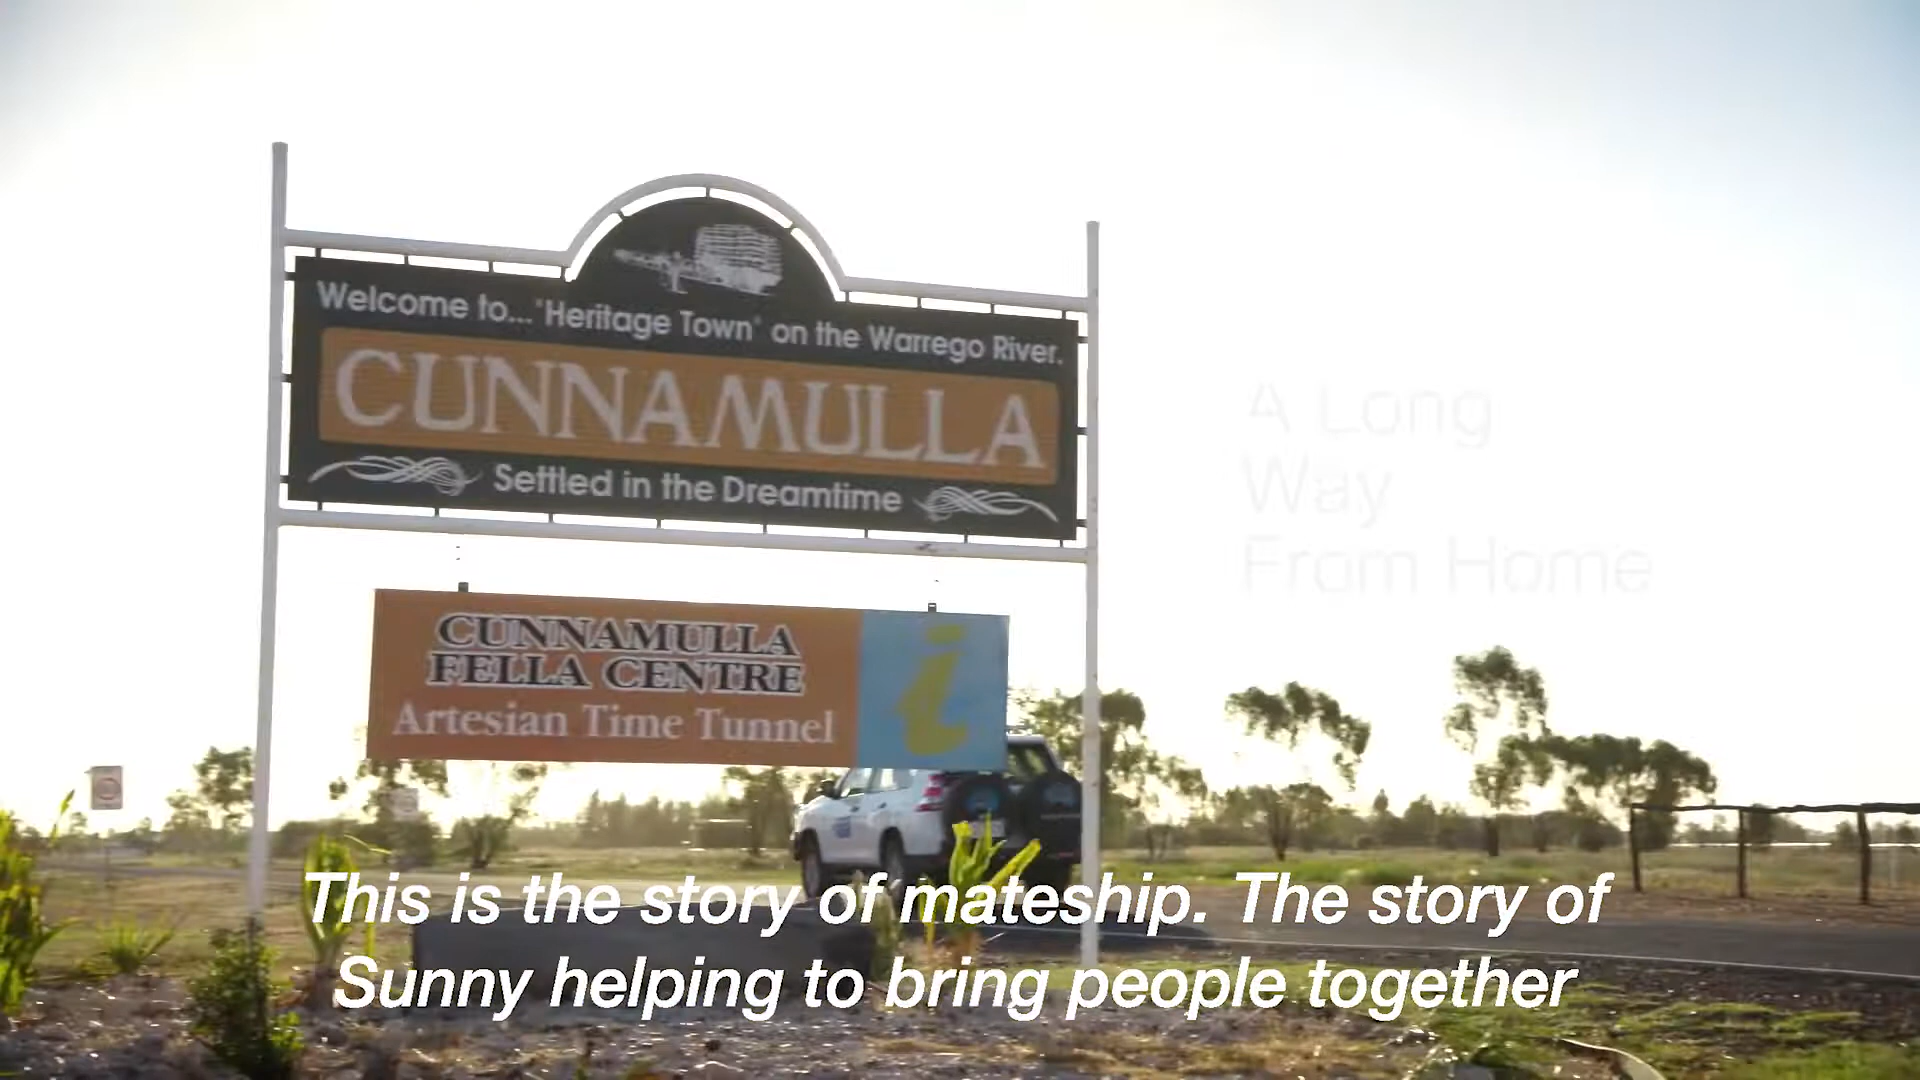 Welcome to... 'Heritage Town' on the Warrego River.
CUNNAMULLA
Settled in the Dreamtime
CUNNAMULLA
FELLA CENTRE
Artesian Time Tunnel
i
A Long
Way
From Home
This is the story of mateship. The story of
Sunny helping to bring people together